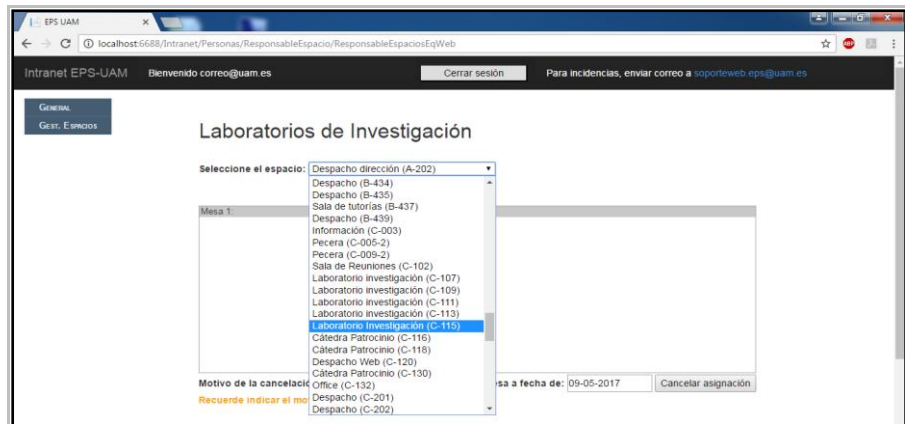 EPS UAM
localhost:6688/Intranet/Personas/ResponsableEspacio/ResponsableEspaciosEqWeb
Intranet EPS-UAM Bienvenido correo@uam.es Cerrar sesión Para incidencias, enviar correo a soporteweb.eps@uam.es
General
Gest. Espacios
Laboratorios de Investigación
Seleccione el espacio: Despacho dirección (A-202)
Despacho (B-434)
Despacho (B-435)
Sala de tutorías (B-437)
Despacho (B-439)
Mesa 1:
Información (C-003)
Pecera (C-005-2)
Pecera (C-009-2)
Sala de Reuniones (C-102)
Laboratorio investigación (C-107)
Laboratorio investigación (C-109)
Laboratorio investigación (C-111)
Laboratorio investigación (C-113)
Laboratorio Investigación (C-115)
Cátedra Patrocinio (C-116)
Cátedra Patrocinio (C-118)
Despacho Web (C-120)
Cátedra Patrocinio (C-130)
Office (C-132)
Despacho (C-201)
Despacho (C-202)
Motivo de la cancelació sa a fecha de: 09-05-2017 Cancelar asignación
Recuerde indicar el mo